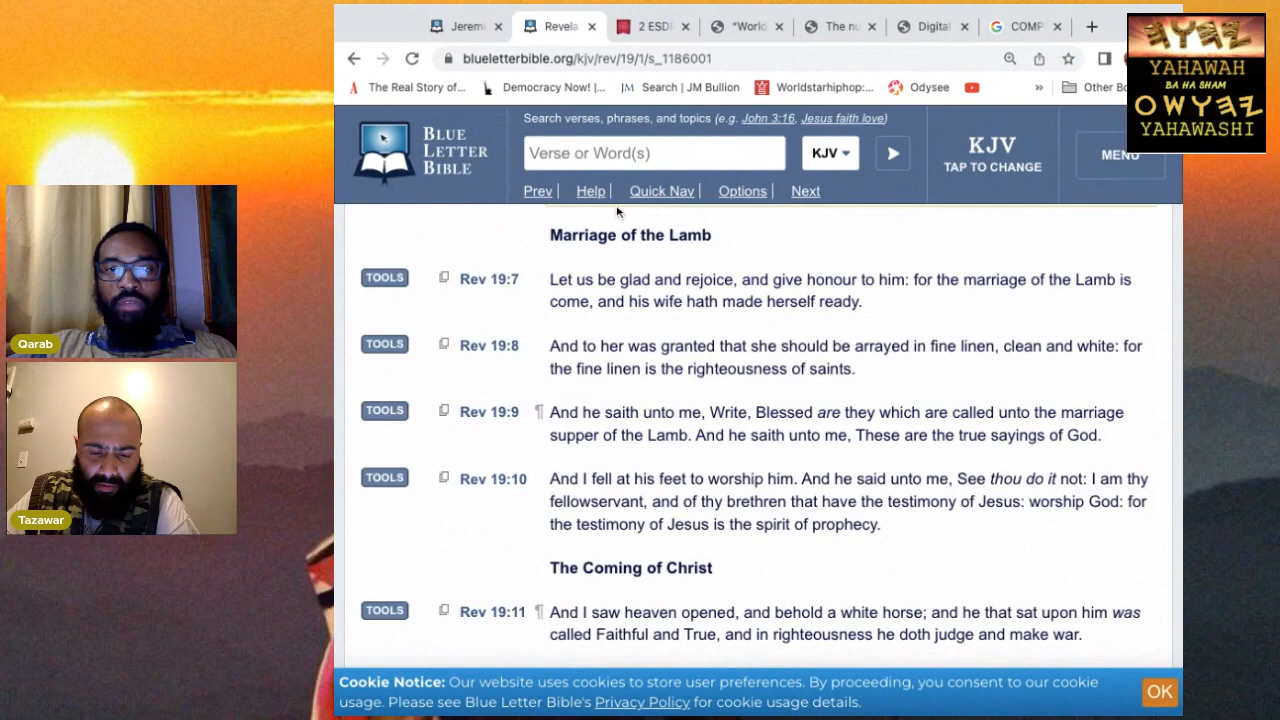 Jeremi
Revela
2 ESDR
*World
The nu
Digital
COMP
blueletterbible.org/kjv/rev/19/1/s_1186001
The Real Story of...
Democracy Now! |...
JM Search | JM Bullion
Worldstarhiphop:...
Odysee
»
Other Bo
YAHAWAH
BA HA SHAM
YAHAWASHI
BLUE
LETTER
BIBLE
Search verses, phrases, and topics (e.g. John 3:16, Jesus faith love)
Verse or Word(s)
KJV
KJV
TAP TO CHANGE
MENU
Prev | Help | Quick Nav | Options | Next
Marriage of the Lamb
TOOLS Rev 19:7 Let us be glad and rejoice, and give honour to him: for the marriage of the Lamb is
come, and his wife hath made herself ready.
TOOLS Rev 19:8 And to her was granted that she should be arrayed in fine linen, clean and white: for
the fine linen is the righteousness of saints.
TOOLS Rev 19:9 ¶ And he saith unto me, Write, Blessed are they which are called unto the marriage
supper of the Lamb. And he saith unto me, These are the true sayings of God.
TOOLS Rev 19:10 And I fell at his feet to worship him. And he said unto me, See thou do it not: I am thy
fellowservant, and of thy brethren that have the testimony of Jesus: worship God: for
the testimony of Jesus is the spirit of prophecy.
The Coming of Christ
TOOLS Rev 19:11 ¶ And I saw heaven opened, and behold a white horse; and he that sat upon him was
called Faithful and True, and in righteousness he doth judge and make war.
Cookie Notice: Our website uses cookies to store user preferences. By proceeding, you consent to our cookie
usage. Please see Blue Letter Bible's Privacy Policy for cookie usage details.
OK
Qarab
Tazawar